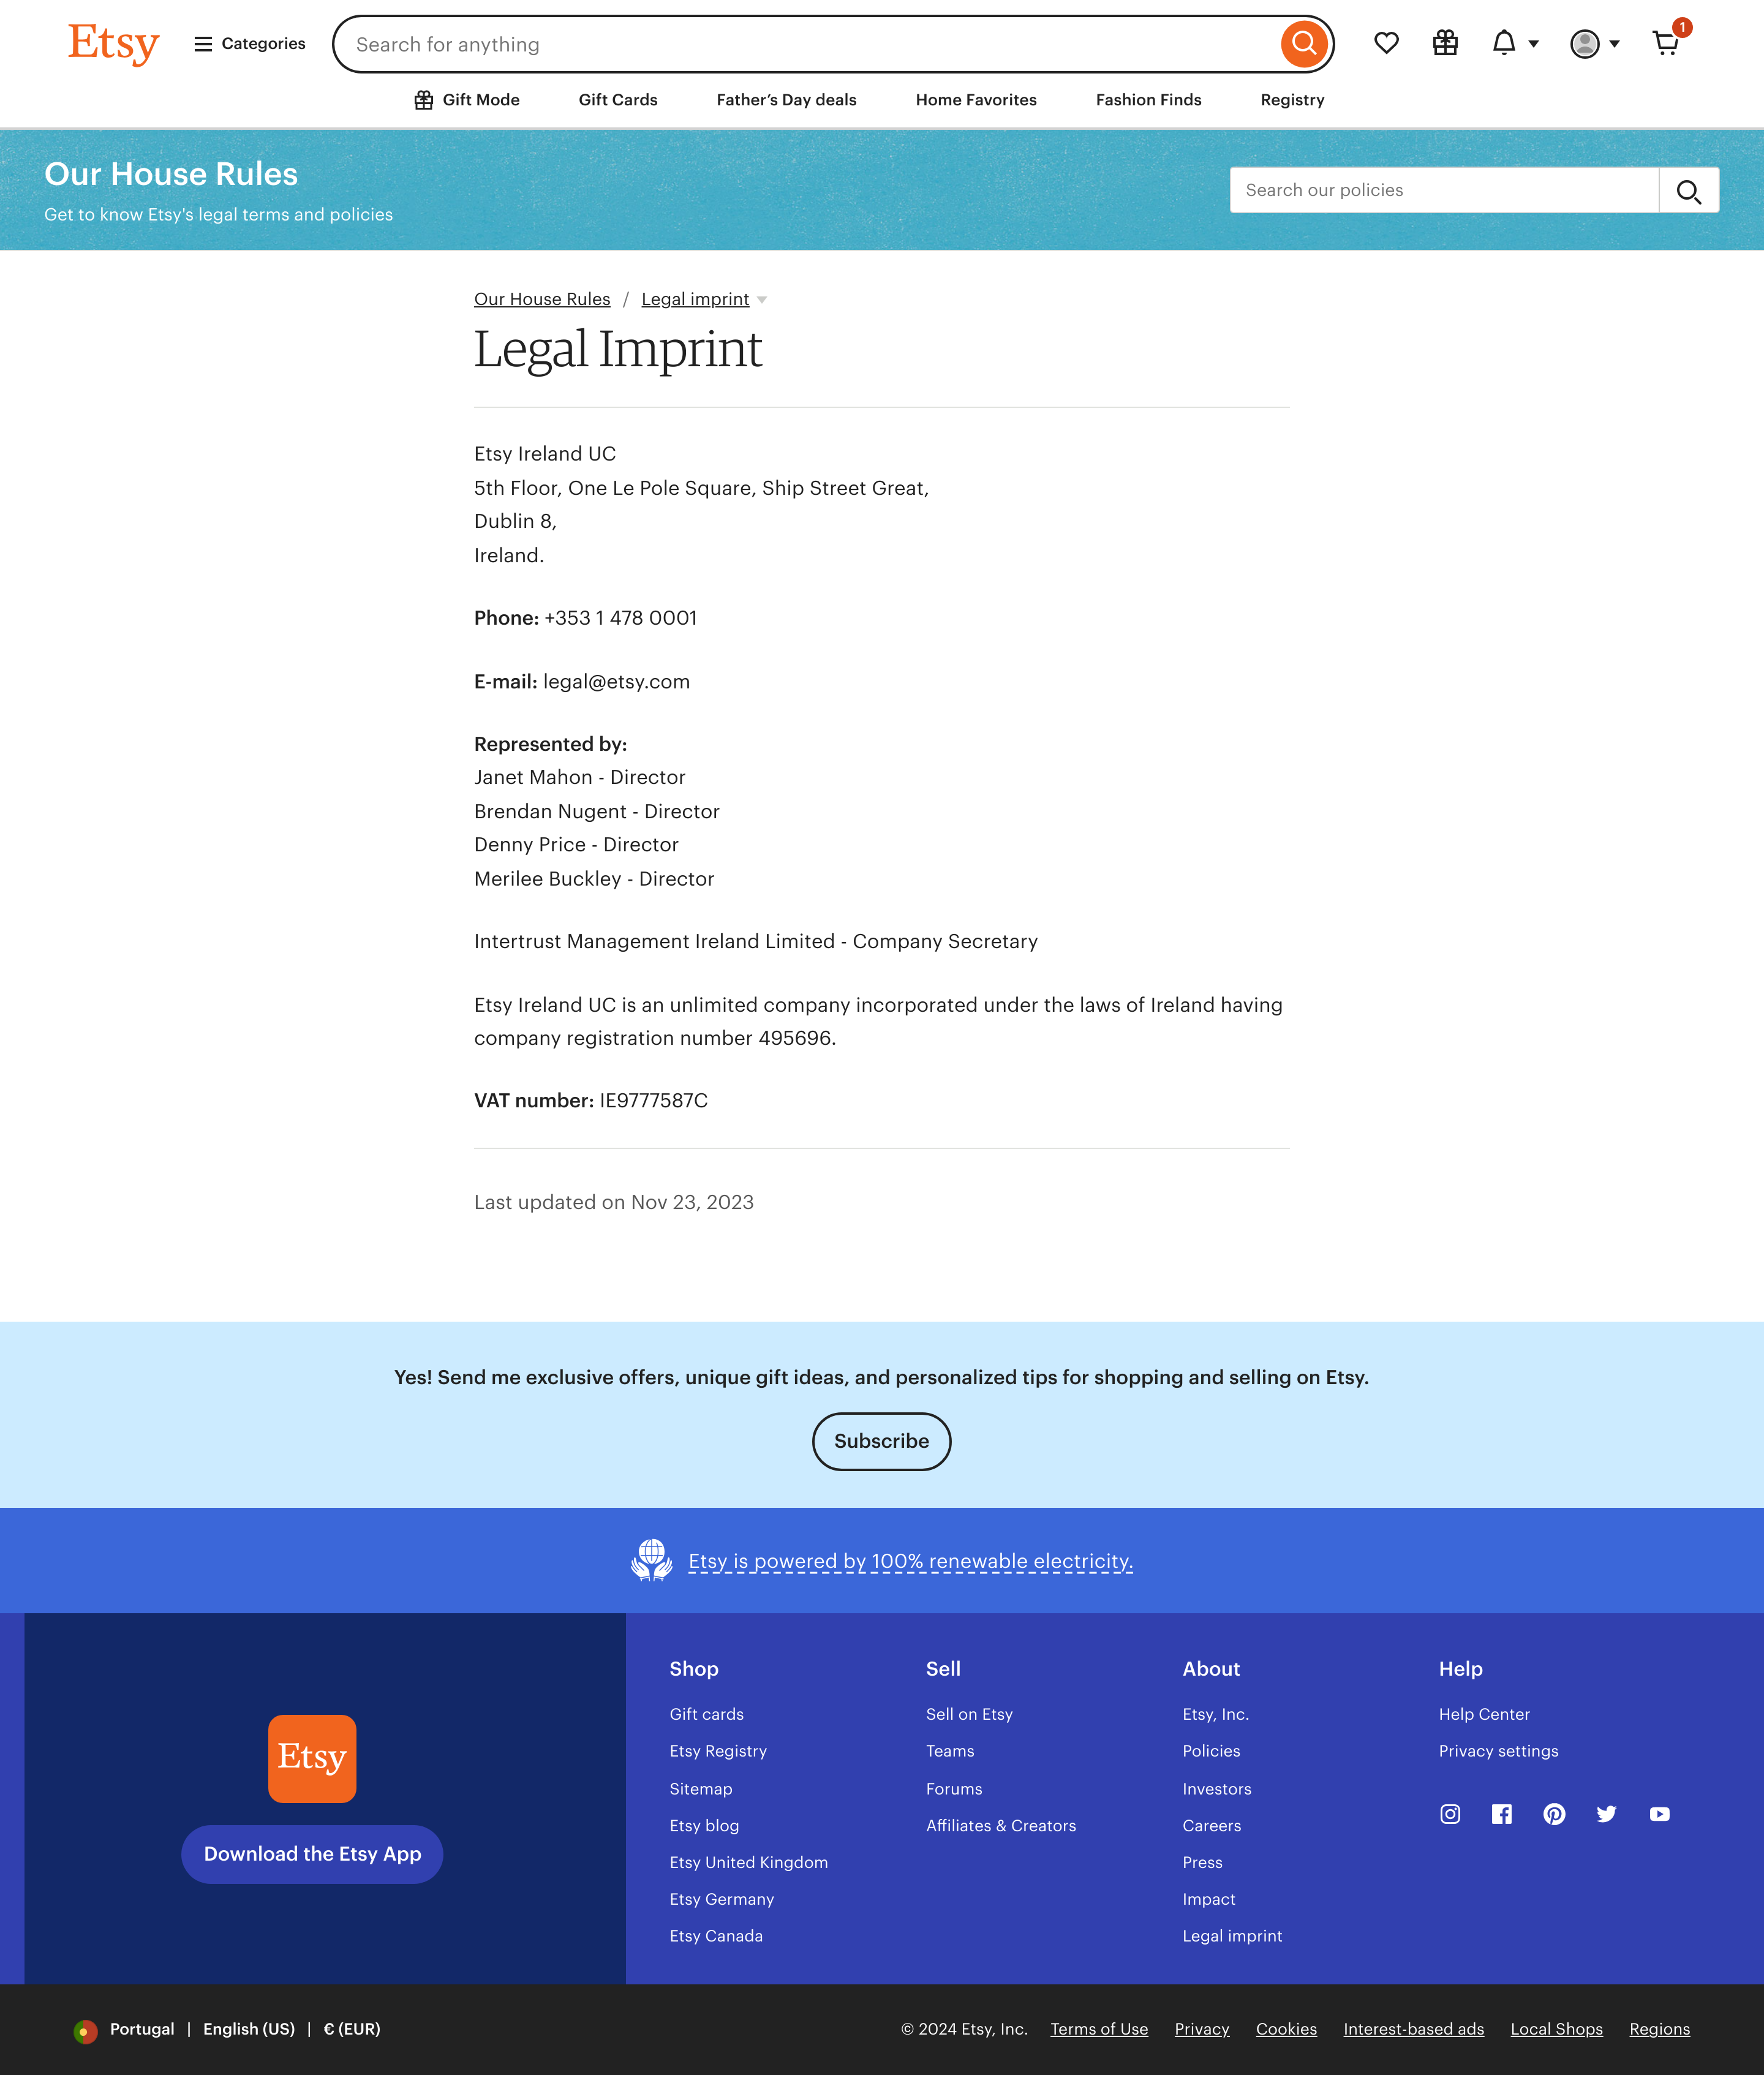 Etsy
Categories
Search for anything
1
Gift Mode
Gift Cards
Father’s Day deals
Home Favorites
Fashion Finds
Registry
Our House Rules
Get to know Etsy's legal terms and policies
Search our policies
Our House Rules / Legal imprint
Legal Imprint
Etsy Ireland UC
5th Floor, One Le Pole Square, Ship Street Great,
Dublin 8,
Ireland.
Phone: +353 1 478 0001
E-mail: legal@etsy.com
Represented by:
Janet Mahon - Director
Brendan Nugent - Director
Denny Price - Director
Merilee Buckley - Director
Intertrust Management Ireland Limited - Company Secretary
Etsy Ireland UC is an unlimited company incorporated under the laws of Ireland having
company registration number 495696.
VAT number: IE9777587C
Last updated on Nov 23, 2023
Yes! Send me exclusive offers, unique gift ideas, and personalized tips for shopping and selling on Etsy.
Subscribe
Etsy is powered by 100% renewable electricity.
Etsy
Download the Etsy App
Shop
Gift cards
Etsy Registry
Sitemap
Etsy blog
Etsy United Kingdom
Etsy Germany
Etsy Canada
Sell
Sell on Etsy
Teams
Forums
Affiliates & Creators
About
Etsy, Inc.
Policies
Investors
Careers
Press
Impact
Legal imprint
Help
Help Center
Privacy settings
Portugal | English (US) | € (EUR)
© 2024 Etsy, Inc.
Terms of Use
Privacy
Cookies
Interest-based ads
Local Shops
Regions